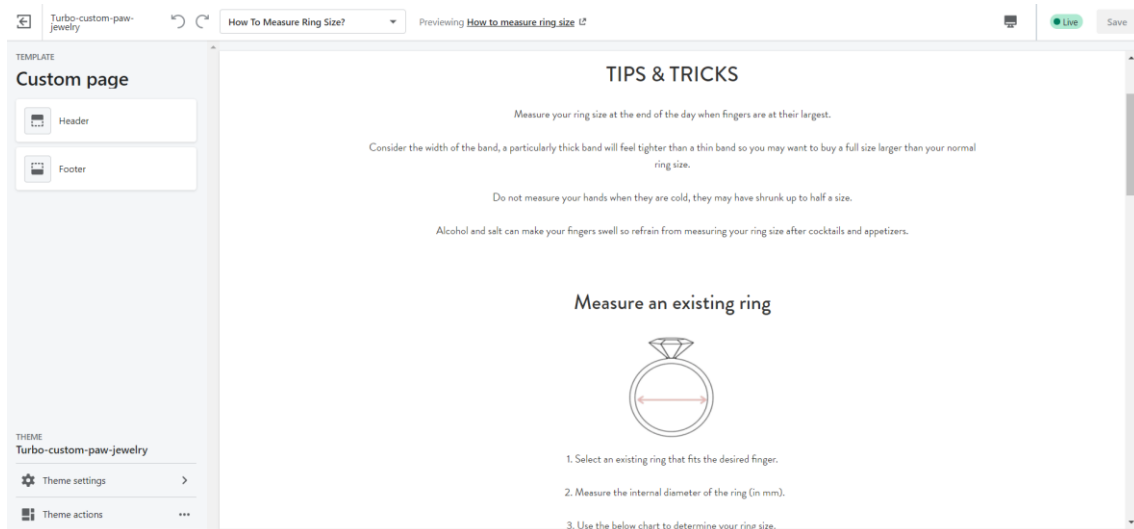 Turbo-custom-paw-
jewelry
How To Measure Ring Size?
Previewing How to measure ring size
Live
Save
TEMPLATE
Custom page
Header
Footer
THEME
Turbo-custom-paw-jewelry
Theme settings
Theme actions
TIPS & TRICKS
Measure your ring size at the end of the day when fingers are at their largest.
Consider the width of the band, a particularly thick band will feel tighter than a thin band so you may want to buy a full size larger than your normal
ring size.
Do not measure your hands when they are cold, they may have shrunk up to half a size.
Alcohol and salt can make your fingers swell so refrain from measuring your ring size after cocktails and appetizers.
Measure an existing ring
1. Select an existing ring that fits the desired finger.
2. Measure the internal diameter of the ring (in mm).
3. Use the below chart to determine your ring size.